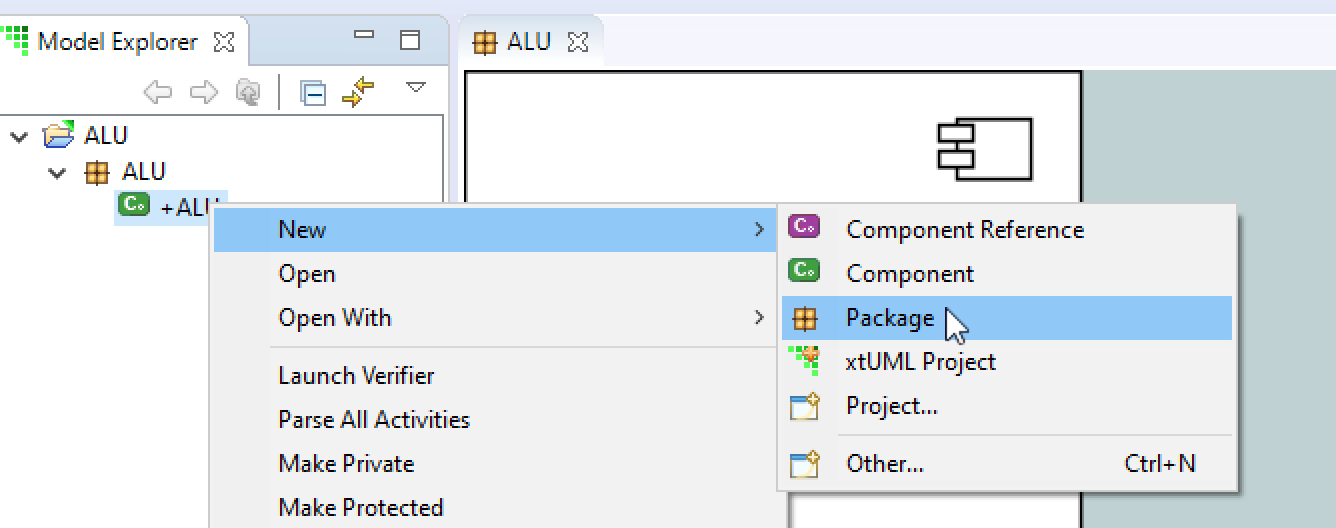 Model Explorer
ALU
ALU
ALU
+ALU
New
Open
Open With
Launch Verifier
Parse All Activities
Make Private
Make Protected
Component Reference
Component
Package
xtUML Project
Project...
Other... Ctrl+N